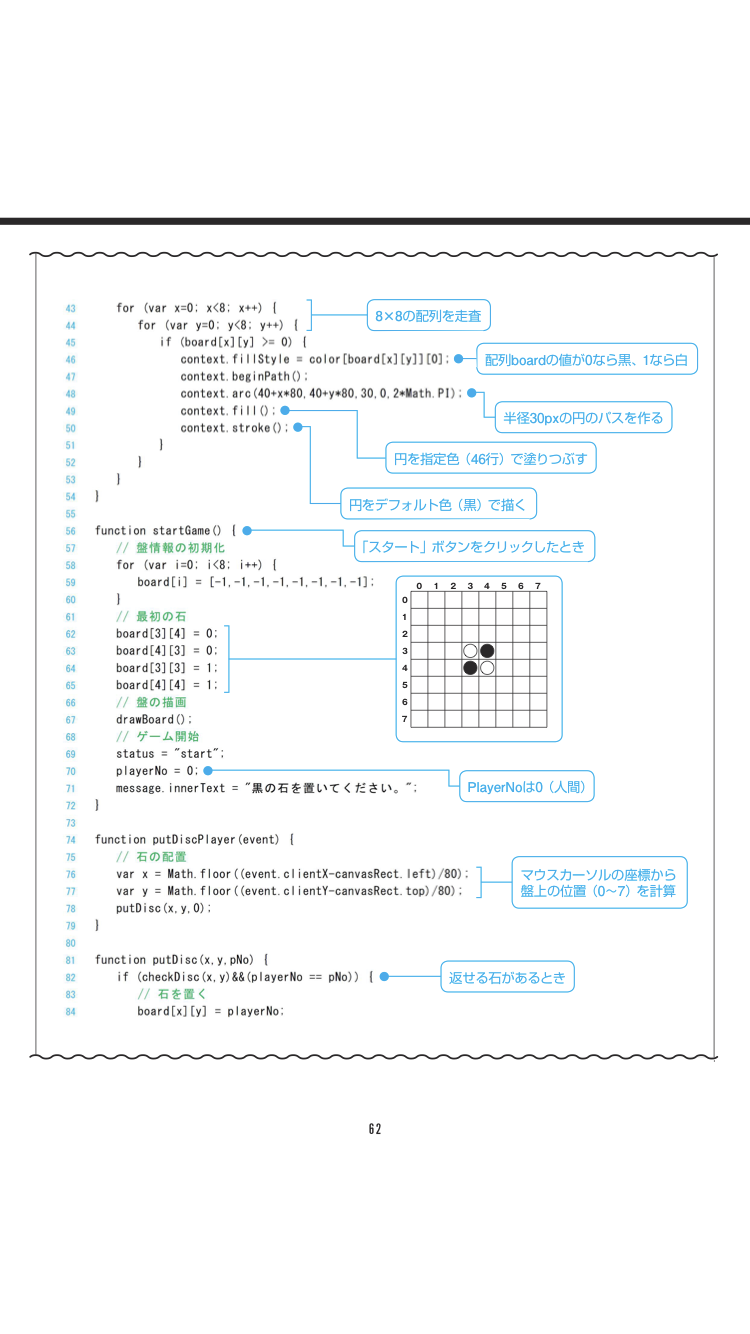 43 for (var x=0; x<8; x++) {
8×8の配列を走査
44 for (var y=0; y<8; y++) {
45 if (board[x][y] >= 0) {
46 context.fillStyle = color[board[x][y]][0];
配列boardの値が0なら黒、1なら白
47 context.beginPath();
48 context.arc(40+x*80,40+y*80,30,0,2*Math.PI);
半径30pxの円のパスを作る
49 context.fill();
50 context.stroke();
51 }
円を指定色（46行）で塗りつぶす
52 }
53 }
54 }
円をデフォルト色（黒）で描く
55
56 function startGame() {
「スタート」ボタンをクリックしたとき
57 // 盤情報の初期化
58 for (var i=0; i<8; i++) {
59 board[i] = [-1,-1,-1,-1,-1,-1,-1,-1];
60 }
61 // 最初の石
62 board[3][4] = 0;
63 board[4][3] = 0;
64 board[3][3] = 1;
65 board[4][4] = 1;
0 1 2 3 4 5 6 7
0
1
2
3
4
5
6
7
66 // 盤の描画
67 drawBoard();
68 // ゲーム開始
69 status = "start";
70 playerNo = 0;
PlayerNoは0（人間）
71 message.innerText = "黒の石を置いてください。";
72 }
73
74 function putDiscPlayer(event) {
75 // 石の配置
76 var x = Math.floor((event.clientX-canvasRect.left)/80);
77 var y = Math.floor((event.clientY-canvasRect.top)/80);
マウスカーソルの座標から
盤上の位置（0〜7）を計算
78 putDisc(x,y,0);
79 }
80
81 function putDisc(x,y,pNo) {
82 if (checkDisc(x,y)&&(playerNo == pNo)) {
返せる石があるとき
83 // 石を置く
84 board[x][y] = playerNo;
62